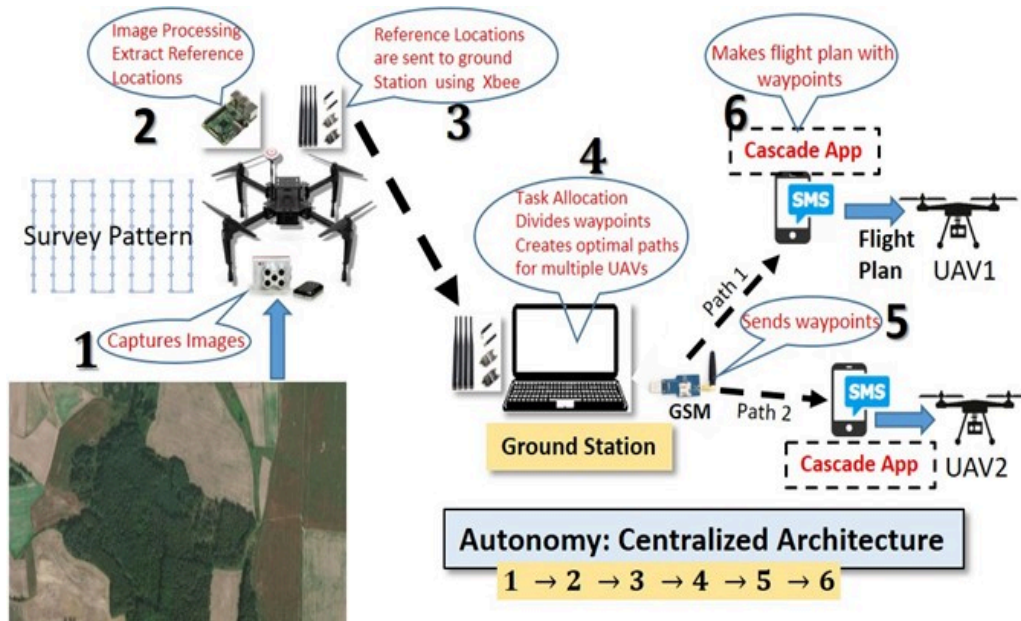 Image Processing
Extract Reference
Locations
2
Reference Locations
are sent to ground
Station using Xbee
3
Makes flight plan with
waypoints
6
Cascade App
SMS
Flight
Plan
UAV1
Survey Pattern
4
Task Allocation
Divides waypoints
Creates optimal paths
for multiple UAVs
1
Captures Images
Path 1
Sends waypoints
5
GSM
Path 2
SMS
UAV2
Cascade App
Ground Station
Autonomy: Centralized Architecture
1 → 2 → 3 → 4 → 5 → 6